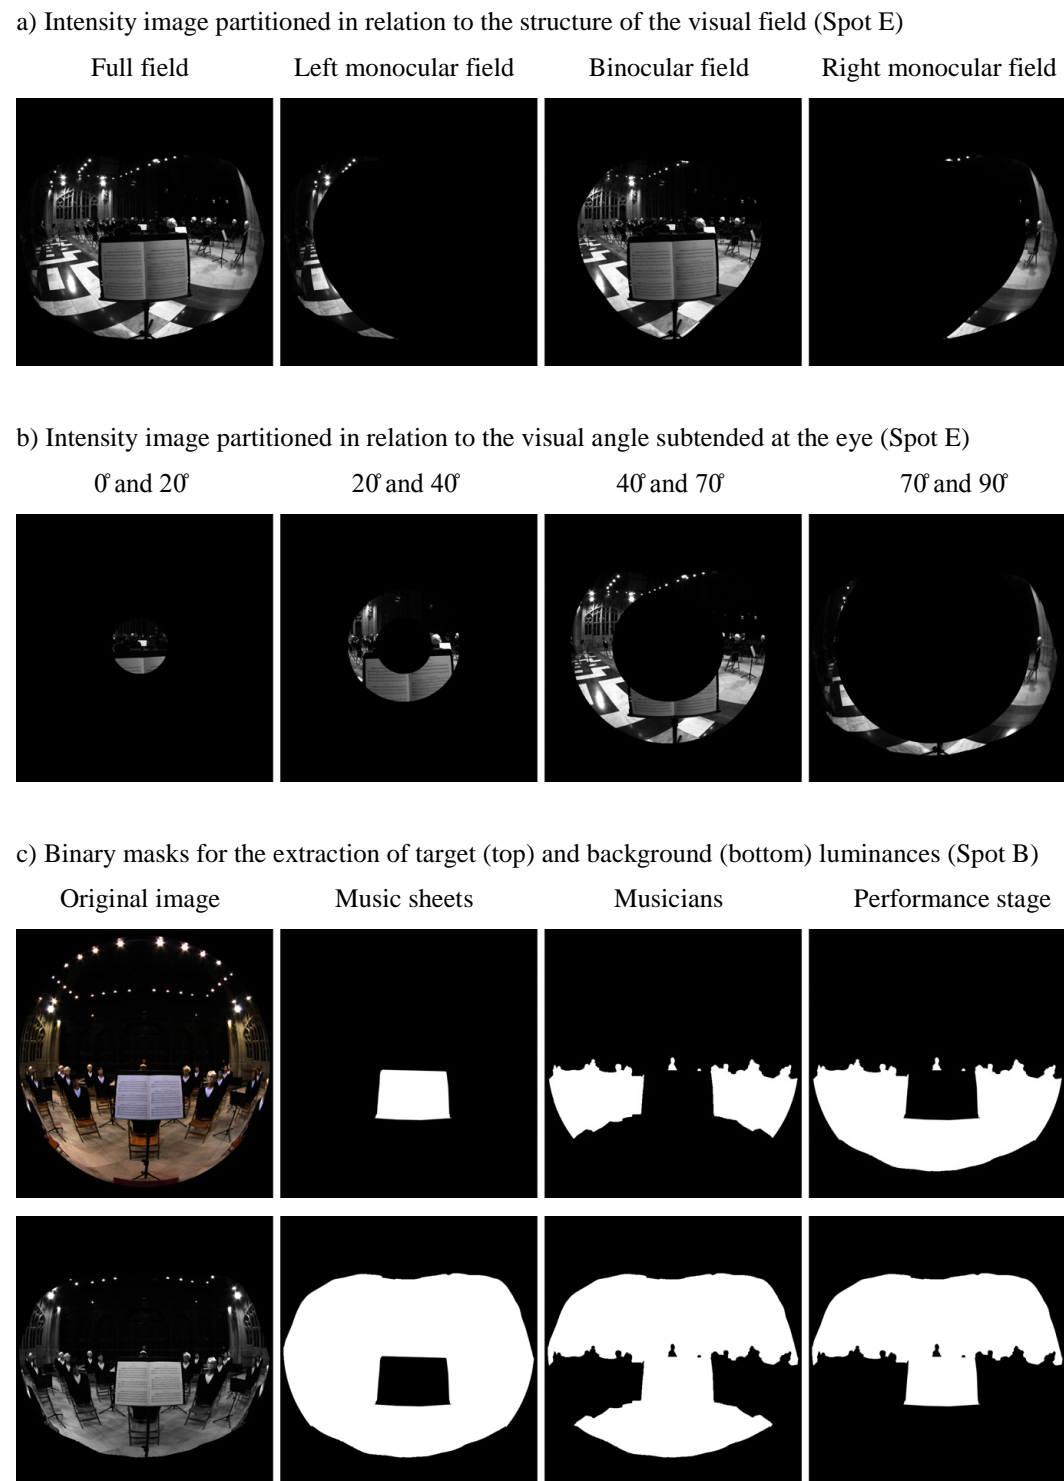 a) Intensity image partitioned in relation to the structure of the visual field (Spot E)
Full field Left monocular field Binocular field Right monocular field
b) Intensity image partitioned in relation to the visual angle subtended at the eye (Spot E)
0° and 20° 20° and 40° 40° and 70° 70° and 90°
c) Binary masks for the extraction of target (top) and background (bottom) luminances (Spot B)
Original image Music sheets Musicians Performance stage